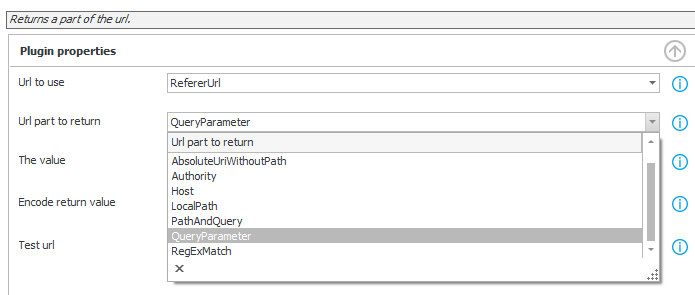 Returns a part of the url.
Plugin properties
Url to use
RefererUrl
Url part to return
QueryParameter
Url part to return
The value
AbsoluteUriWithoutPath
Authority
Host
Encode return value
LocalPath
PathAndQuery
QueryParameter
Test url
RegExMatch